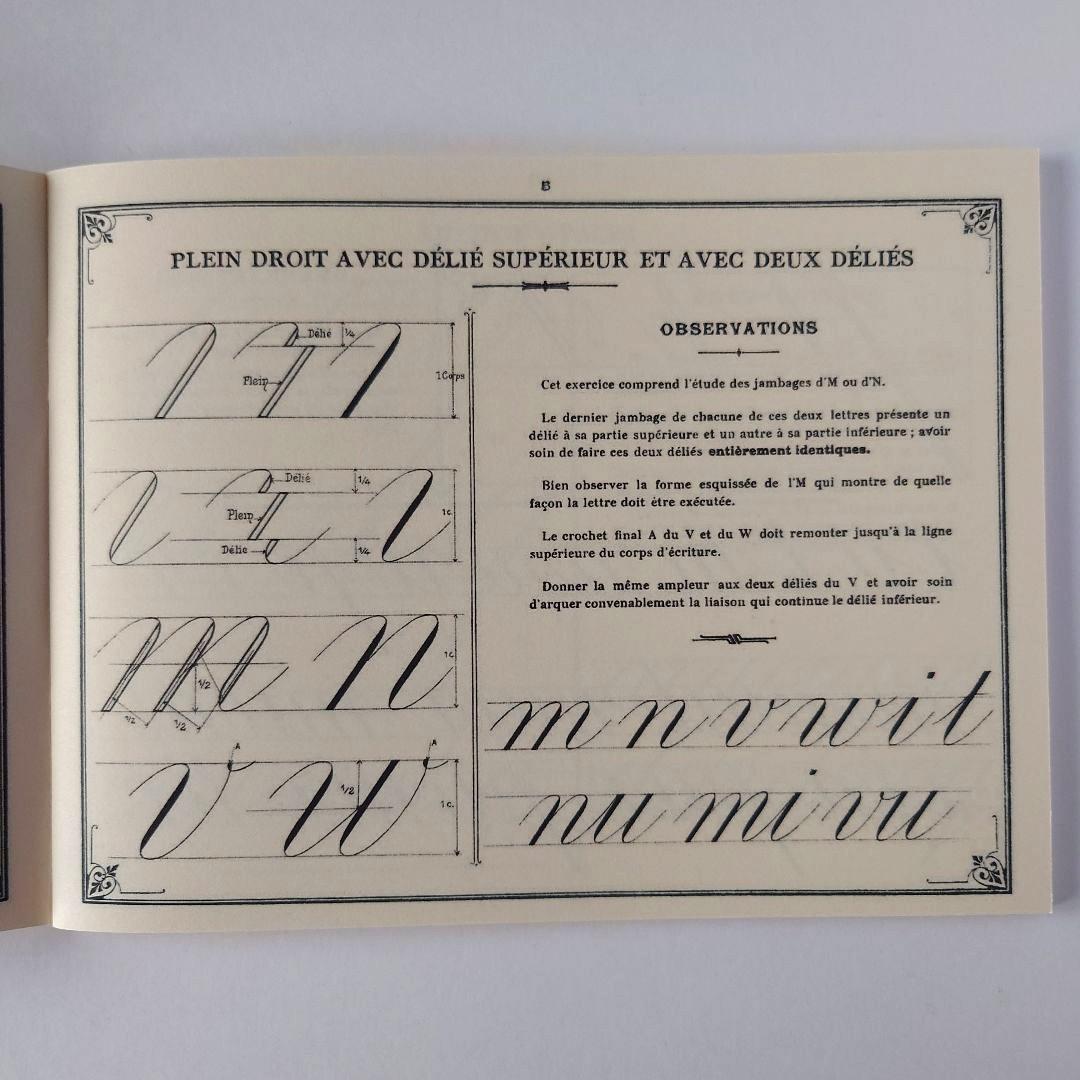 5
PLEIN DROIT AVEC DÉLIÉ SUPÉRIEUR ET AVEC DEUX DÉLIÉS
Délié
1/4
Plein
1 Corps
Délié
1/4
Plein
1c.
Délié
1/4
1c
1/2
1/2
1/2
A
A
1/2
1c.
OBSERVATIONS
Cet exercice comprend l'étude des jambages d'M ou d'N.
Le dernier jambage de chacune de ces deux lettres présente un
délié à sa partie supérieure et un autre à sa partie inférieure ; avoir
soin de faire ces deux déliés entièrement identiques.
Bien observer la forme esquissée de l'M qui montre de quelle
façon la lettre doit être exécutée.
Le crochet final A du V et du W doit remonter jusqu'à la ligne
supérieure du corps d'écriture.
Donner la même ampleur aux deux déliés du V et avoir soin
d'arquer convenablement la liaison qui continue le délié inférieur.
m n
v w
m n v w i t
nu mi vu